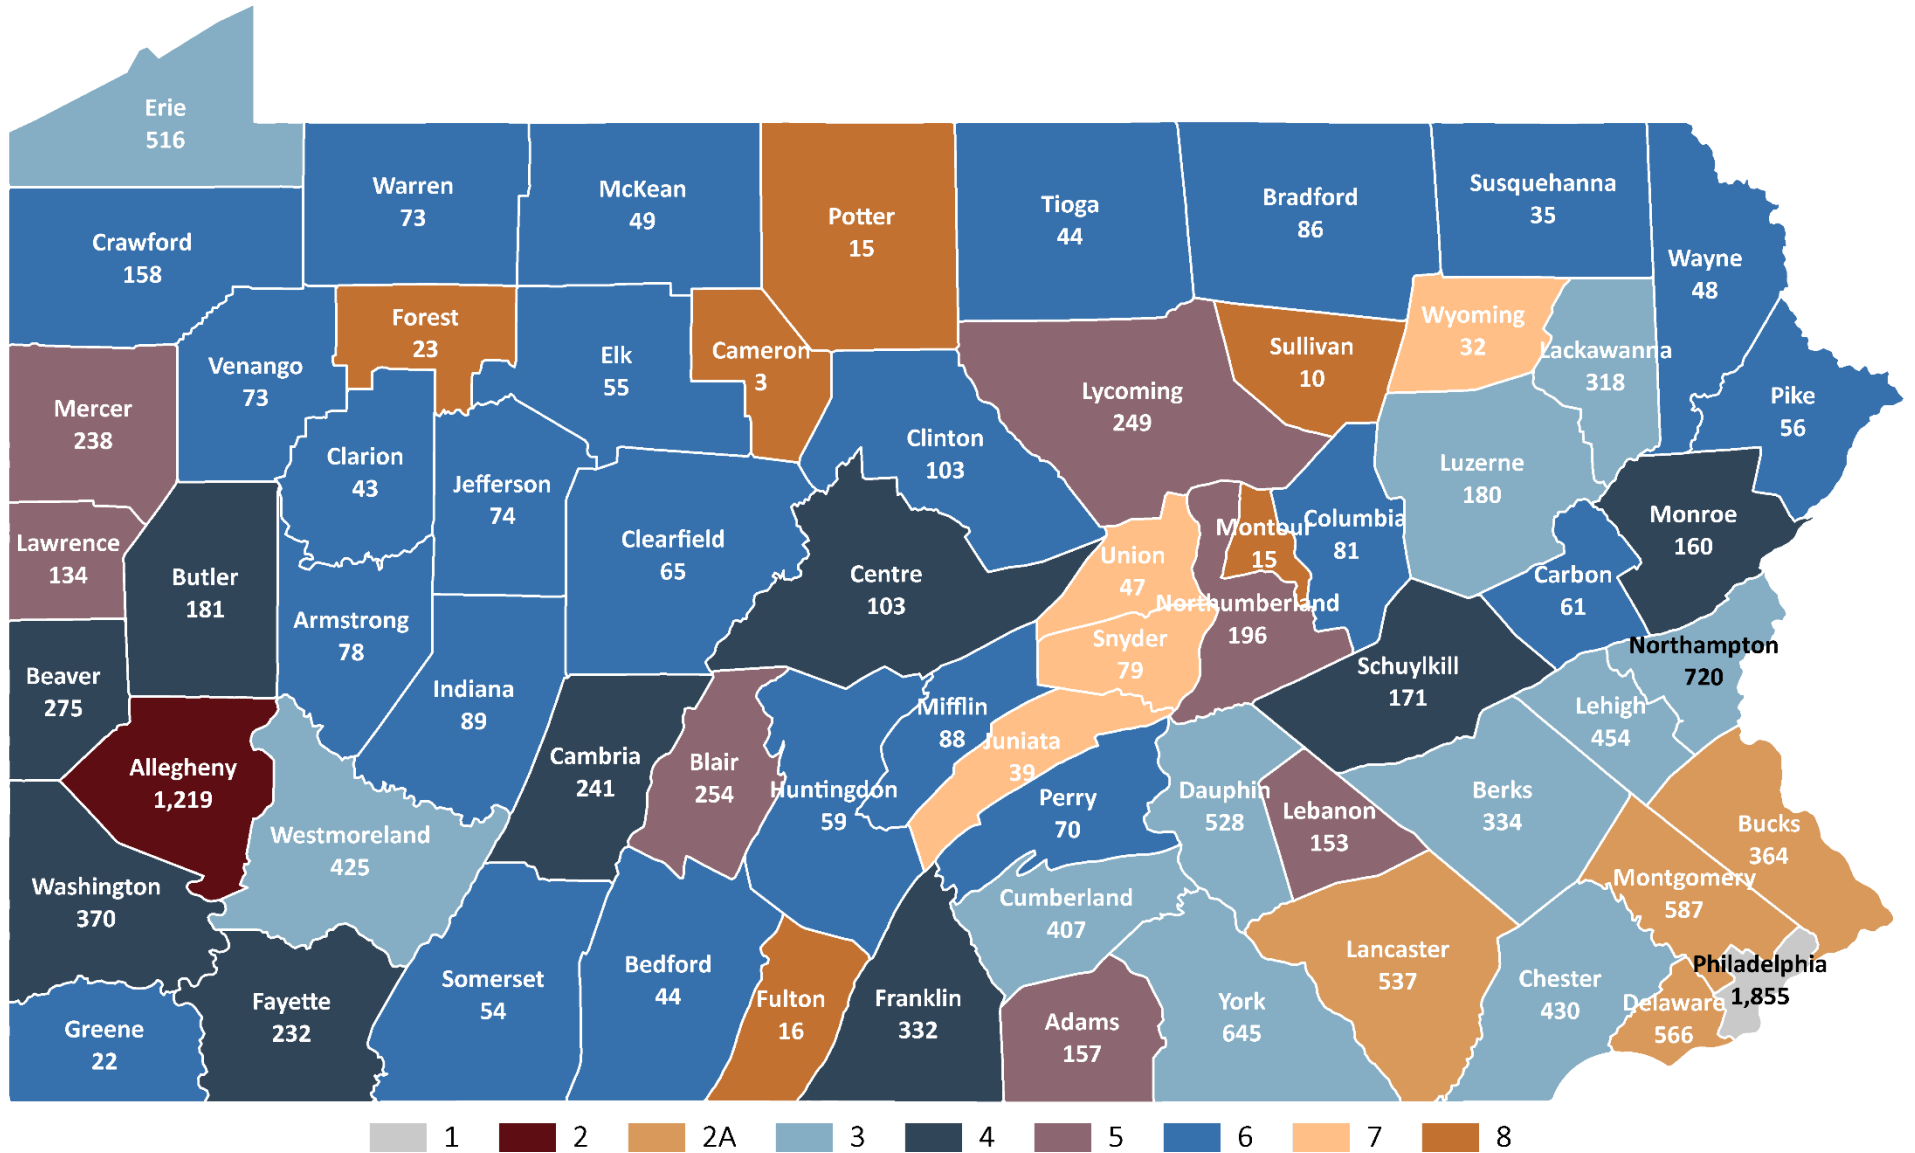 Erie
516
Warren
73
McKean
49
Potter
15
Tioga
44
Bradford
86
Susquehanna
35
Crawford
158
Wayne
48
Forest
23
Venango
73
Elk
55
Cameron
3
Sullivan
10
Wyoming
32
Lackawanna
318
Mercer
238
Clarion
43
Jefferson
74
Clinton
103
Lycoming
249
Luzerne
180
Pike
56
Lawrence
134
Butler
181
Armstrong
78
Clearfield
65
Centre
103
Union
47
Montour
15
Columbia
81
Monroe
160
Carbon
61
Northumberland
196
Snyder
79
Beaver
275
Indiana
89
Mifflin
88
Schuylkill
171
Northampton
720
Lehigh
454
Allegheny
1,219
Cambria
241
Blair
254
Juniata
39
Huntingdon
59
Perry
70
Dauphin
528
Lebanon
153
Berks
334
Bucks
364
Westmoreland
425
Washington
370
Montgomery
587
Cumberland
407
Lancaster
537
Philadelphia
1,855
Somerset
54
Bedford
44
Fulton
16
Franklin
332
Adams
157
York
645
Chester
430
Delaware
566
Greene
22
Fayette
232
1 2 2A 3 4 5 6 7 8